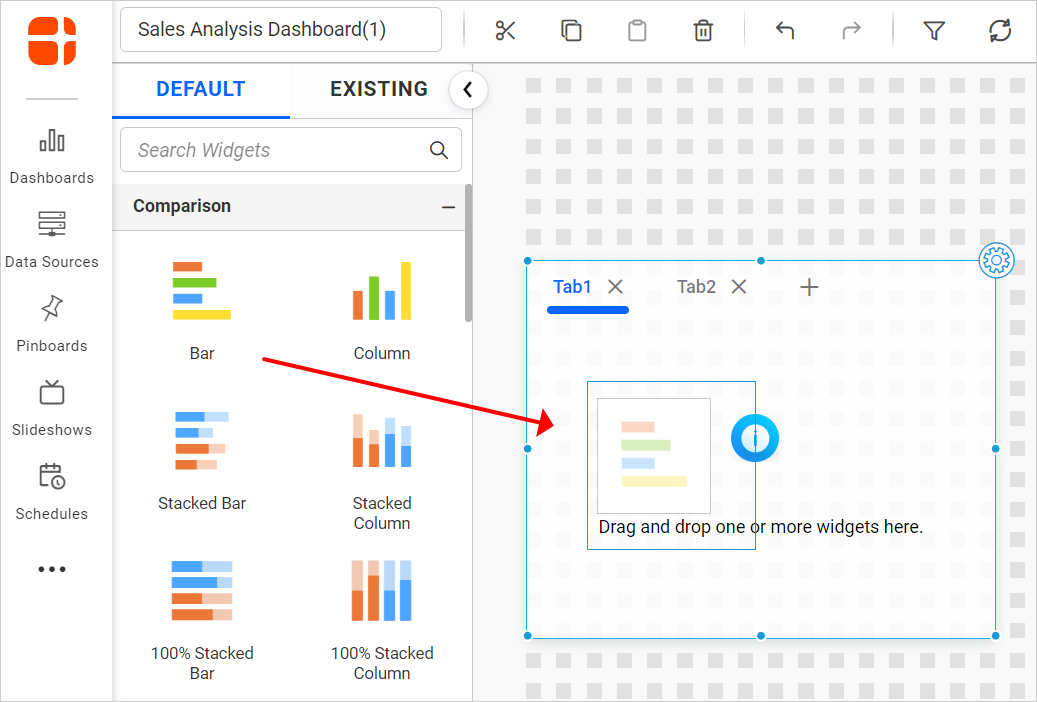 Sales Analysis Dashboard(1)
DEFAULT
EXISTING
Search Widgets
Dashboards
Data Sources
Pinboards
Slideshows
Schedules
Comparison
Bar
Column
Stacked Bar
Stacked
Column
100% Stacked
Bar
100% Stacked
Column
Tab1
Tab2
Drag and drop one or more widgets here.